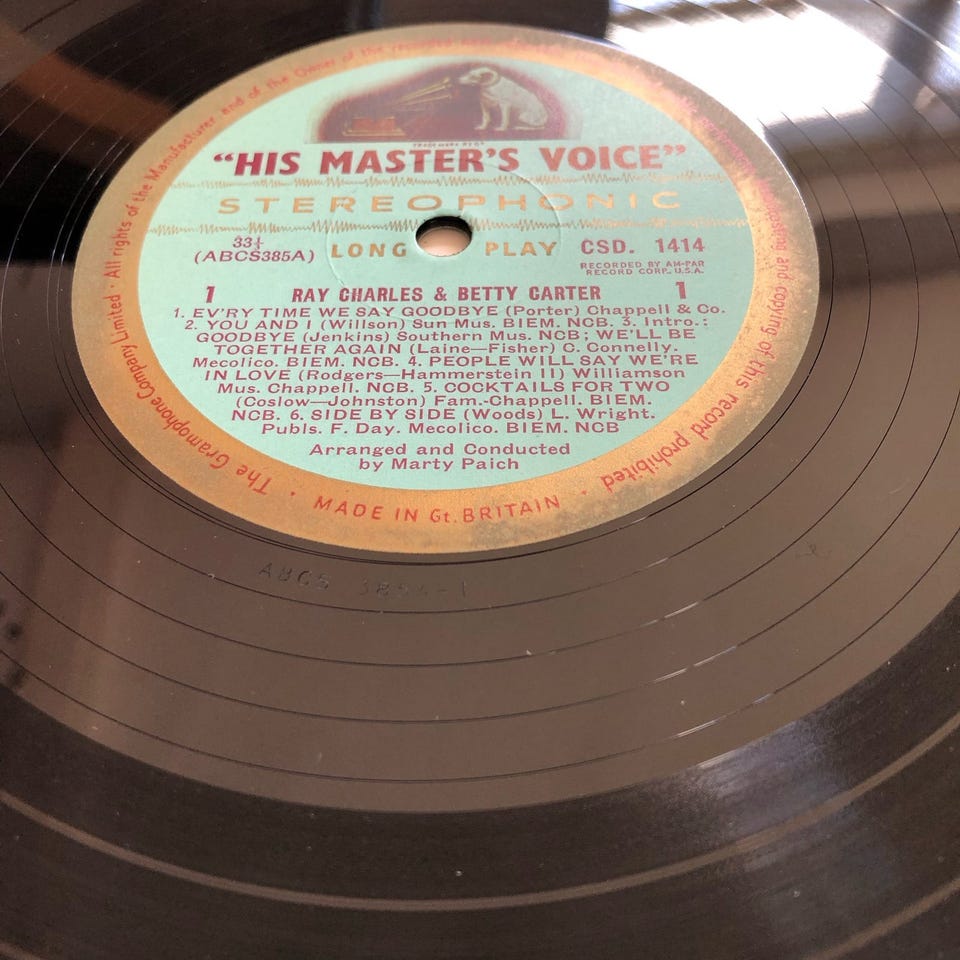 TRADE MARK OF
“HIS MASTER'S VOICE”
STEREOPHONIC
33⅓ LONG PLAY CSD. 1414
(ABCS385A)
RECORDED BY AM-PAR
RECORD CORP., U.S.A.
1 RAY CHARLES & BETTY CARTER 1
1. EV'RY TIME WE SAY GOODBYE (Porter) Chappell & Co.
2. YOU AND I (Willson) Sun Mus. BIEM. NCB. 3. Intro.:
GOODBYE (Jenkins) Southern Mus. NCB; WE'LL BE
TOGETHER AGAIN (Laine—Fisher) C. Connelly.
Mecolico. BIEM. NCB. 4. PEOPLE WILL SAY WE'RE
IN LOVE (Rodgers—Hammerstein II) Williamson
Mus. Chappell. NCB. 5. COCKTAILS FOR TWO
(Coslow—Johnston) Fam.-Chappell. BIEM.
NCB. 6. SIDE BY SIDE (Woods) L. Wright.
Publs. F. Day. Mecolico. BIEM. NCB
Arranged and Conducted
by Marty Paich
The Gramophone Company Limited · All rights of the Manufacturer and of the Owner of the recorded
and copying of this record prohibited
MADE IN Gt. BRITAIN
ABCS